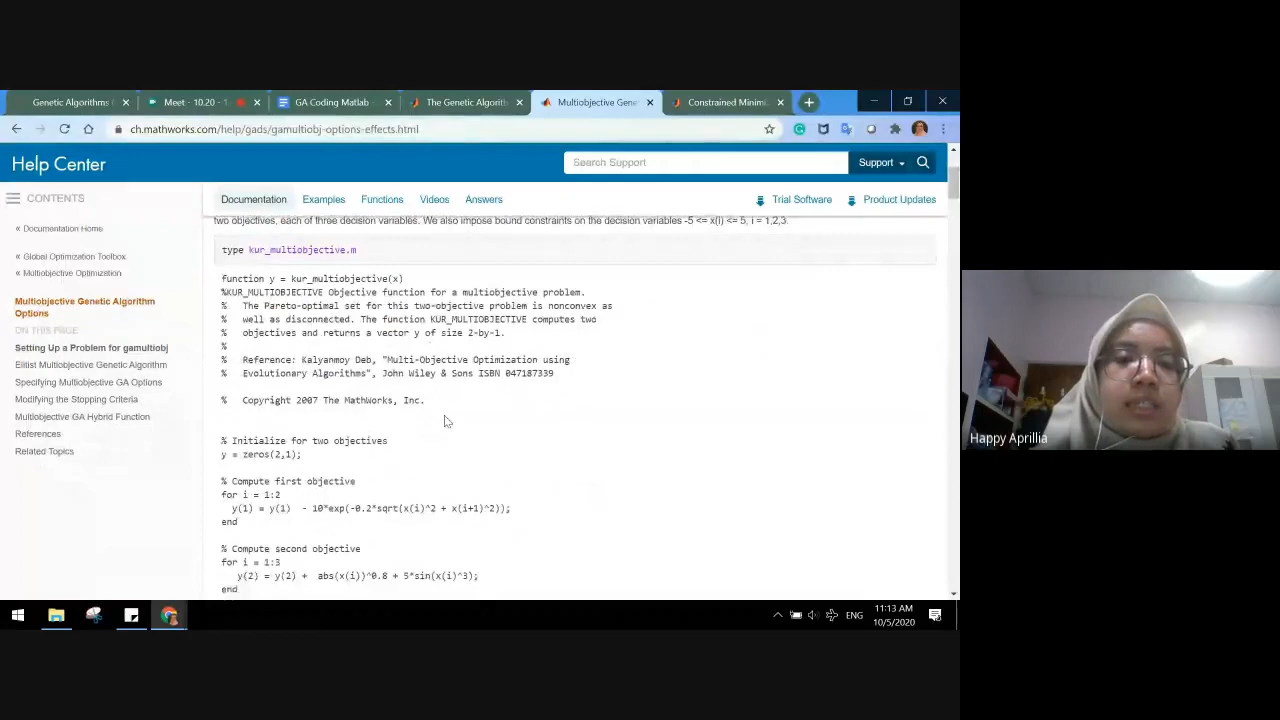 Genetic Algorithms
Meet - 10.20 - 1
GA Coding Matlab -
The Genetic Algorith
Multiobjective Gene
Constrained Minimi
ch.mathworks.com/help/gads/gamultiobj-options-effects.html
Help Center
Search Support
Support
CONTENTS
Documentation
Examples
Functions
Videos
Answers
Trial Software
Product Updates
« Documentation Home
« Global Optimization Toolbox
« Multiobjective Optimization
Multiobjective Genetic Algorithm
Options
ON THIS PAGE
Setting Up a Problem for gamultiobj
Elitist Multiobjective Genetic Algorithm
Specifying Multiobjective GA Options
Modifying the Stopping Criteria
Multiobjective GA Hybrid Function
References
Related Topics
two objectives, each of three decision variables. We also impose bound constraints on the decision variables -5 <= x(i) <= 5, i = 1,2,3.
type kur_multiobjective.m
function y = kur_multiobjective(x)
%KUR_MULTIOBJECTIVE Objective function for a multiobjective problem.
% The Pareto-optimal set for this two-objective problem is nonconvex as
% well as disconnected. The function KUR_MULTIOBJECTIVE computes two
% objectives and returns a vector y of size 2-by-1.
%
% Reference: Kalyanmoy Deb, "Multi-Objective Optimization using
% Evolutionary Algorithms", John Wiley & Sons ISBN 047187339
% Copyright 2007 The MathWorks, Inc.
% Initialize for two objectives
y = zeros(2,1);
% Compute first objective
for i = 1:2
y(1) = y(1) - 10*exp(-0.2*sqrt(x(i)^2 + x(i+1)^2));
end
% Compute second objective
for i = 1:3
y(2) = y(2) + abs(x(i))^0.8 + 5*sin(x(i)^3);
end
Happy Aprillia
ENG
11:13 AM
10/5/2020